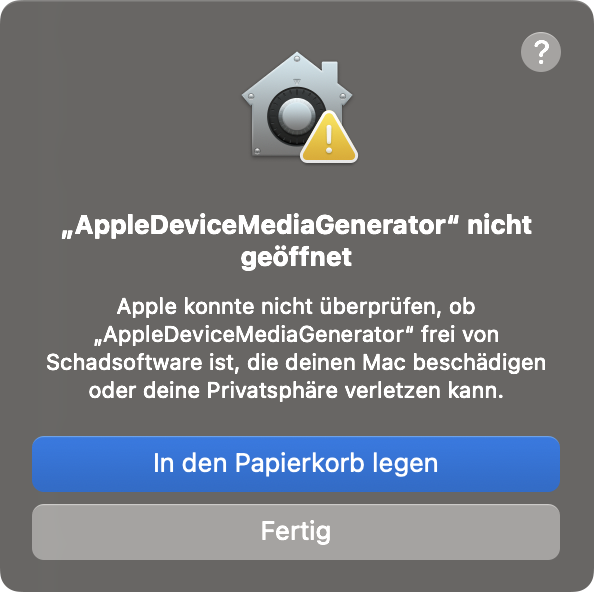 ?
„AppleDeviceMediaGenerator“ nicht
geöffnet
Apple konnte nicht überprüfen, ob
„AppleDeviceMediaGenerator“ frei von
Schadsoftware ist, die deinen Mac beschädigen
oder deine Privatsphäre verletzen kann.
In den Papierkorb legen
Fertig